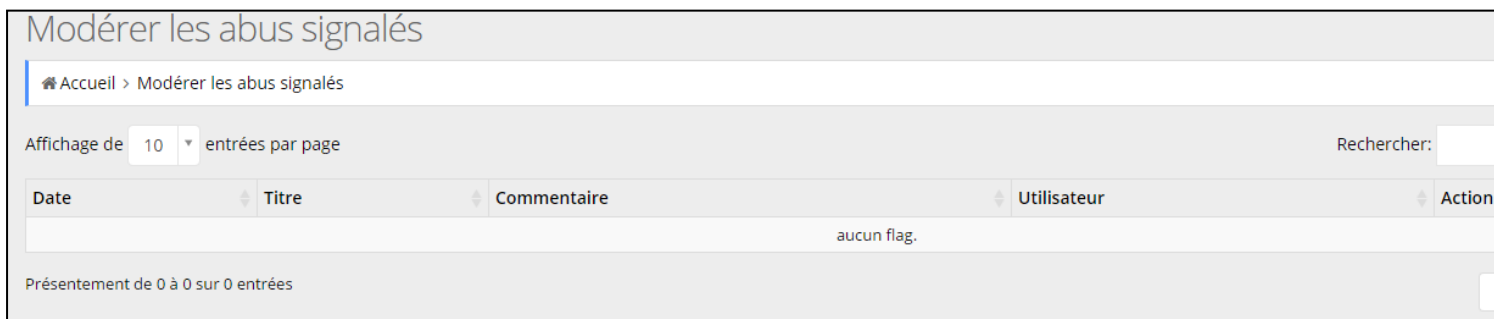 Modérer les abus signalés
Accueil > Modérer les abus signalés
Affichage de 10 entrées par page Rechercher:
Date Titre Commentaire Utilisateur Action
aucun flag.
Présentement de 0 à 0 sur 0 entrées